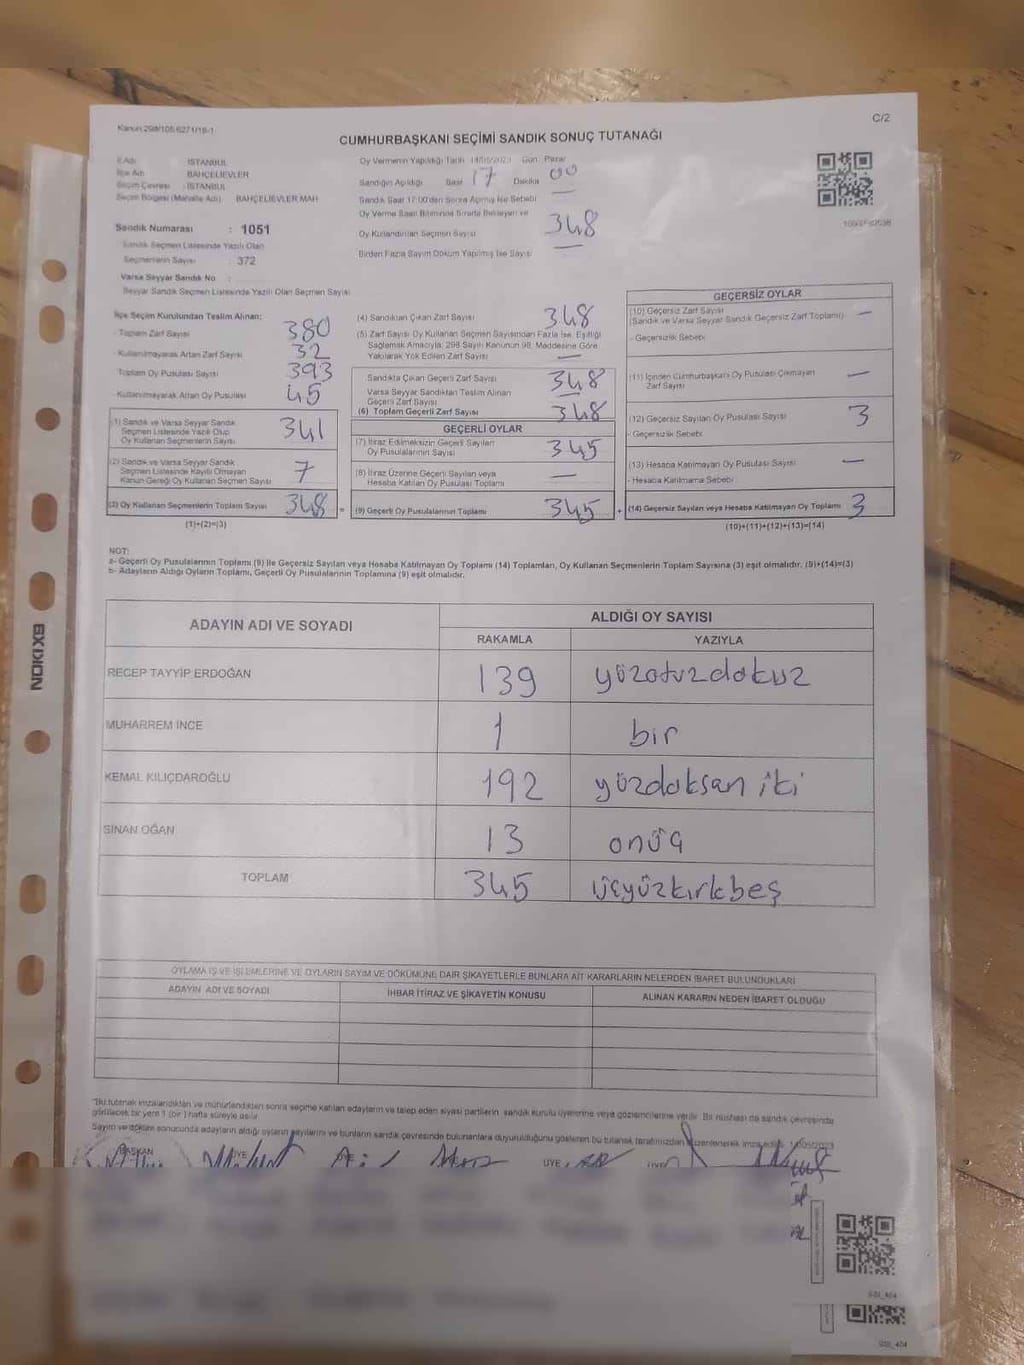 Kanun:298/105,6271/18-1
C/2
CUMHURBAŞKANI SEÇİMİ SANDIK SONUÇ TUTANAĞI
İl Adı İSTANBUL
İlçe Adı BAHÇELİEVLER
Seçim Çevresi : İSTANBUL
Seçim Bölgesi (Mahalle Adı) BAHÇELİEVLER MAH
Sandık Numarası : 1051
Sandık Seçmen Listesinde Yazılı Olan
Seçmenlerin Sayısı : 372
Varsa Seyyar Sandık No :
Seyyar Sandık Seçmen Listesinde Yazılı Olan Seçmen Sayısı
Oy Vermenin Yapıldığı Tarih 14/05/2023 Gün Pazar
Sandığın Açıldığı Saat 17 Dakika 00
Sandık Saat 17:00'den Sonra Açılmış İse Sebebi —
Oy Verme Saati Bitiminde Sırada Bekleyen ve
Oy Kullandırılan Seçmen Sayısı 348
Birden Fazla Sayım Döküm Yapılmış İse Sayısı —
İlçe Seçim Kurulundan Teslim Alınan:
- Toplam Zarf Sayısı 380
- Kullanılmayarak Artan Zarf Sayısı 32
Toplam Oy Pusulası Sayısı 393
- Kullanılmayarak Artan Oy Pusulası 45
(1) Sandık ve Varsa Seyyar Sandık
Seçmen Listesinde Yazılı Olup
Oy Kullanan Seçmenlerin Sayısı 341
(2) Sandık ve Varsa Seyyar Sandık
Seçmen Listesinde Kayıtlı Olmayan
Kanun Gereği Oy Kullanan Seçmen Sayısı 7
(3) Oy Kullanan Seçmenlerin Toplam Sayısı 348 =
(1)+(2)=(3)
(4) Sandıktan Çıkan Zarf Sayısı 348
(5) Zarf Sayısı Oy Kullanan Seçmen Sayısından Fazla İse, Eşitliği
Sağlamak Amacıyla, 298 Sayılı Kanunun 98. Maddesine Göre
Yakılarak Yok Edilen Zarf Sayısı —
Sandıkta Çıkan Geçerli Zarf Sayısı 348
Varsa Seyyar Sandıktan Teslim Alınan
Geçerli Zarf Sayısı
(6) Toplam Geçerli Zarf Sayısı 348
GEÇERLİ OYLAR
(7) İtiraz Edilmeksizin Geçerli Sayılan
Oy Pusulalarının Sayısı 345
(8) İtiraz Üzerine Geçerli Sayılan veya
Hesaba Katılan Oy Pusulası Toplamı —
(9) Geçerli Oy Pusulalarının Toplamı 345 +
GEÇERSİZ OYLAR
(10) Geçersiz Zarf Sayısı
(Sandık ve Varsa Seyyar Sandık Geçersiz Zarf Toplamı) —
- Geçersizlik Sebebi
(11) İçinden Cumhurbaşkanı Oy Pusulası Çıkmayan
Zarf Sayısı —
(12) Geçersiz Sayılan Oy Pusulası Sayısı 3
- Geçersizlik Sebebi
(13) Hesaba Katılmayan Oy Pusulası Sayısı —
- Hesaba Katılmama Sebebi
(14) Geçersiz Sayılan veya Hesaba Katılmayan Oy Toplamı 3
(10)+(11)+(12)+(13)=(14)
NOT:
a- Geçerli Oy Pusulalarının Toplamı (9) ile Geçersiz Sayılan veya Hesaba Katılmayan Oy Toplamı (14) Toplamları, Oy Kullanan Seçmenlerin Toplam Sayısına (3) eşit olmalıdır. (9)+(14)=(3)
b- Adayların Aldığı Oyların Toplamı, Geçerli Oy Pusulalarının Toplamına (9) eşit olmalıdır.
ADAYIN ADI VE SOYADI ALDIĞI OY SAYISI
RAKAMLA YAZIYLA
RECEP TAYYİP ERDOĞAN 139 yüzotuzdokuz
MUHARREM İNCE 1 bir
KEMAL KILIÇDAROĞLU 192 yüzdoksan iki
SİNAN OĞAN 13 onüç
TOPLAM 345 üçyüzkırkbeş
OYLAMA İŞ VE İŞLEMLERİNE VE OYLARIN SAYIM VE DÖKÜMÜNE DAİR ŞİKAYETLERLE BUNLARA AİT KARARLARIN NELERDEN İBARET BULUNDUKLARI
ADAYIN ADI VE SOYADI İHBAR İTİRAZ VE ŞİKAYETİN KONUSU ALINAN KARARIN NEDEN İBARET OLDUĞU
"Bu tutanak imzalandıktan ve mühürlendikten sonra seçime katılan adayların ve talep eden siyasi partilerin sandık kurulu üyelerine veya gözlemcilerine verilir. Bir nüshası da sandık çevresinde
görülecek bir yere 1 (bir) hafta süreyle asılır.
Sayım ve döküm sonucunda adayların aldığı oyların sayılarını ve bunların sandık çevresinde bulunanlara duyurulduğunu gösteren bu tutanak tarafımızdan düzenlenerek imza edildi. 14/05/2023
BAŞKAN ÜYE ÜYE ÜYE
NOKIX9